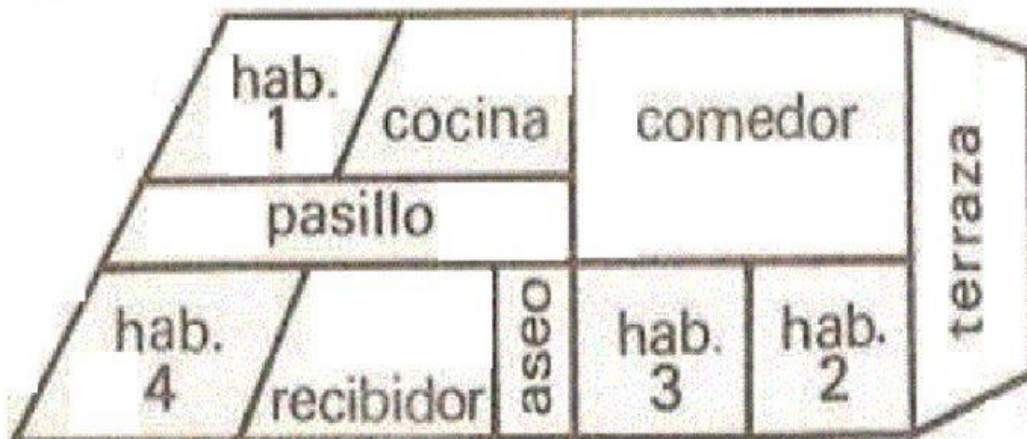 hab.
1
cocina
comedor
pasillo
terraza
hab.
4
recibidor
aseo
hab.
3
hab.
2